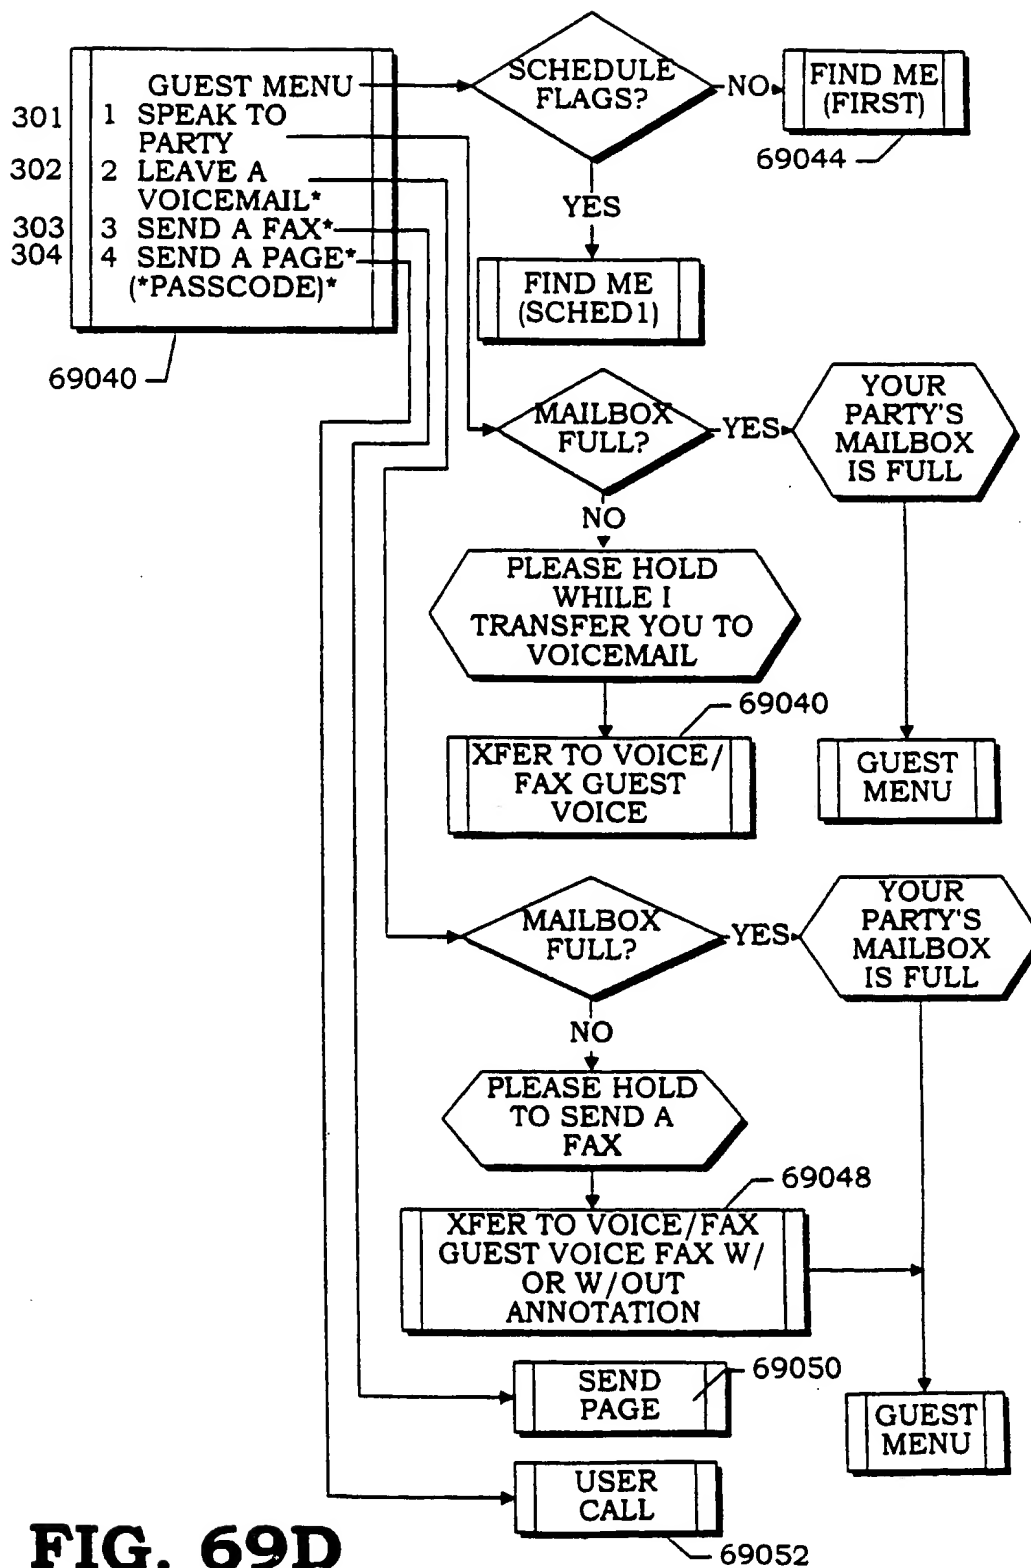 GUEST MENU
301 1 SPEAK TO
PARTY
302 2 LEAVE A
VOICEMAIL*
303 3 SEND A FAX*
304 4 SEND A PAGE*
(*PASSCODE)*
69040
SCHEDULE
FLAGS?
NO
FIND ME
(FIRST)
69044
YES
FIND ME
(SCHED1)
MAILBOX
FULL?
YES
YOUR
PARTY'S
MAILBOX
IS FULL
NO
PLEASE HOLD
WHILE I
TRANSFER YOU TO
VOICEMAIL
69040
XFER TO VOICE/
FAX GUEST
VOICE
GUEST
MENU
MAILBOX
FULL?
YES
YOUR
PARTY'S
MAILBOX
IS FULL
NO
PLEASE HOLD
TO SEND A
FAX
69048
XFER TO VOICE/FAX
GUEST VOICE FAX W/
OR W/OUT
ANNOTATION
69050
SEND
PAGE
GUEST
MENU
USER
CALL
69052
FIG. 69D